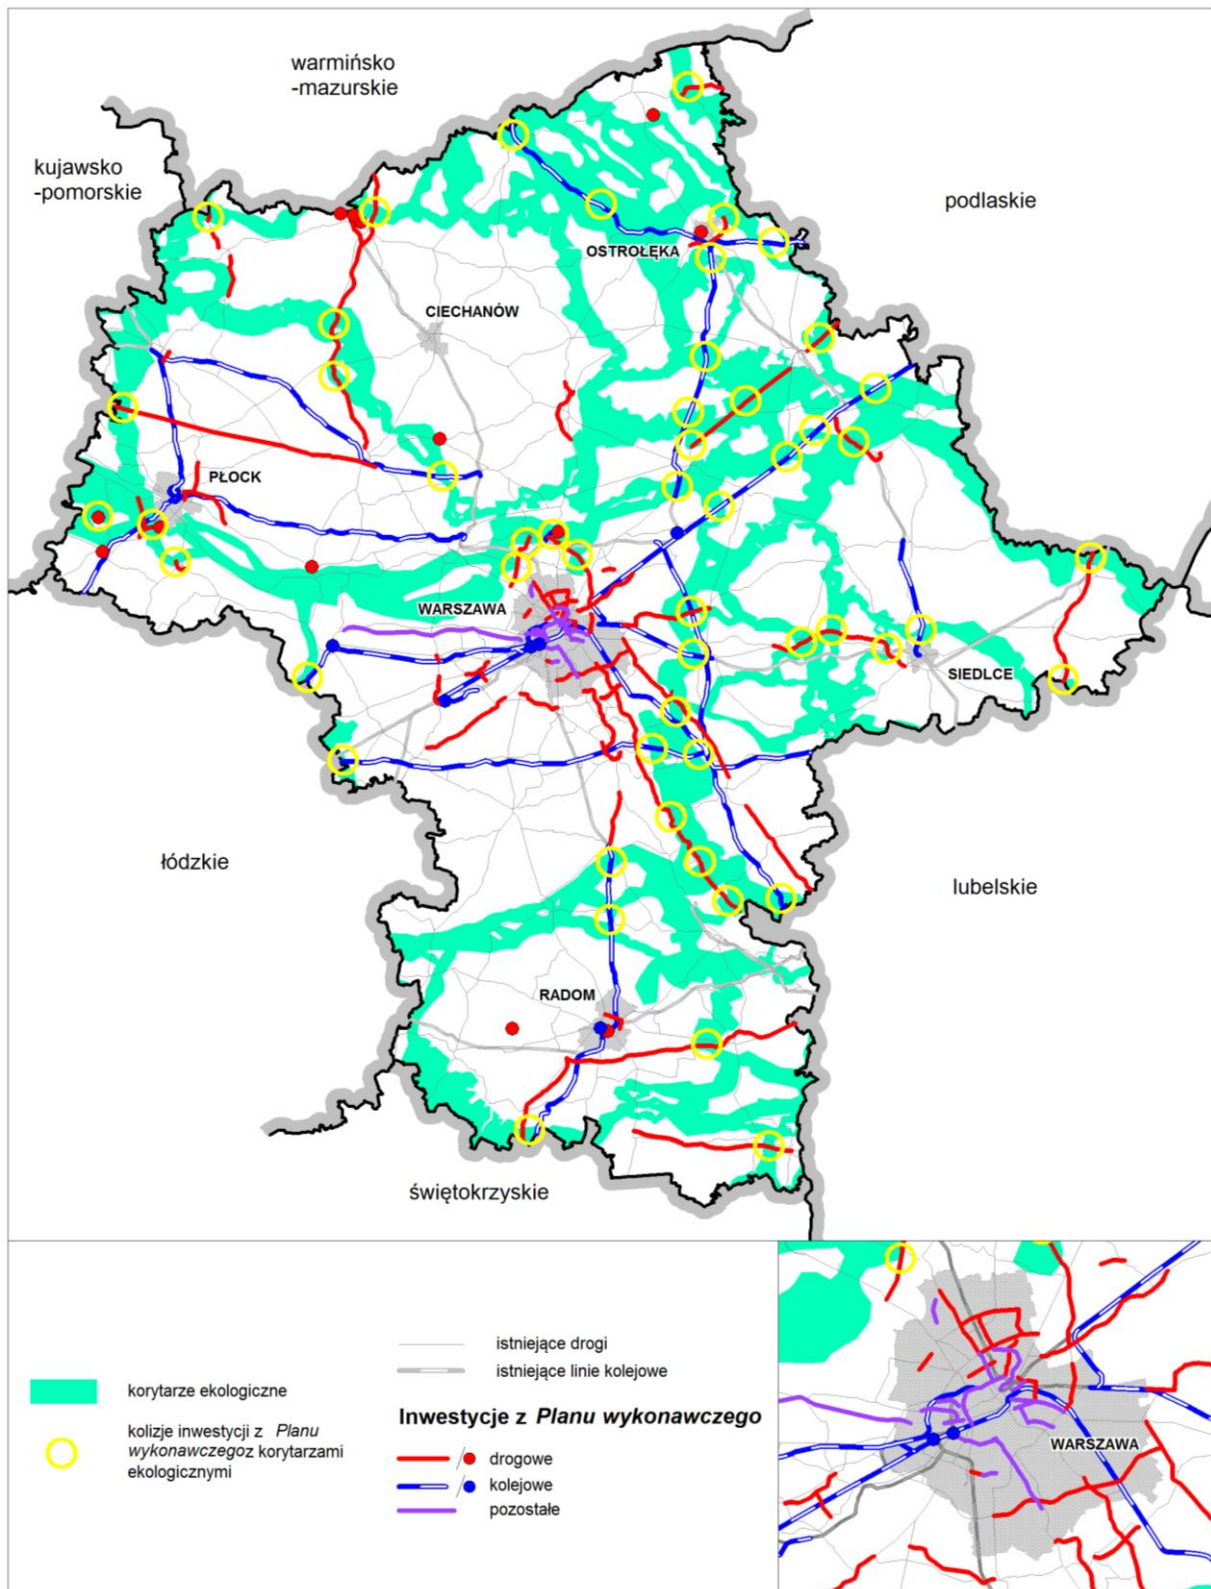 warmińsko
-mazurskie
kujawsko
-pomorskie
podlaskie
OSTROŁĘKA
CIECHANÓW
PŁOCK
WARSZAWA
SIEDLCE
łódzkie
lubelskie
RADOM
świętokrzyskie
istniejące drogi
istniejące linie kolejowe
korytarze ekologiczne
Inwestycje z Planu wykonawczego
kolizje inwestycji z Planu
wykonawczegoz korytarzami
ekologicznymi
drogowe
kolejowe
pozostałe
WARSZAWA